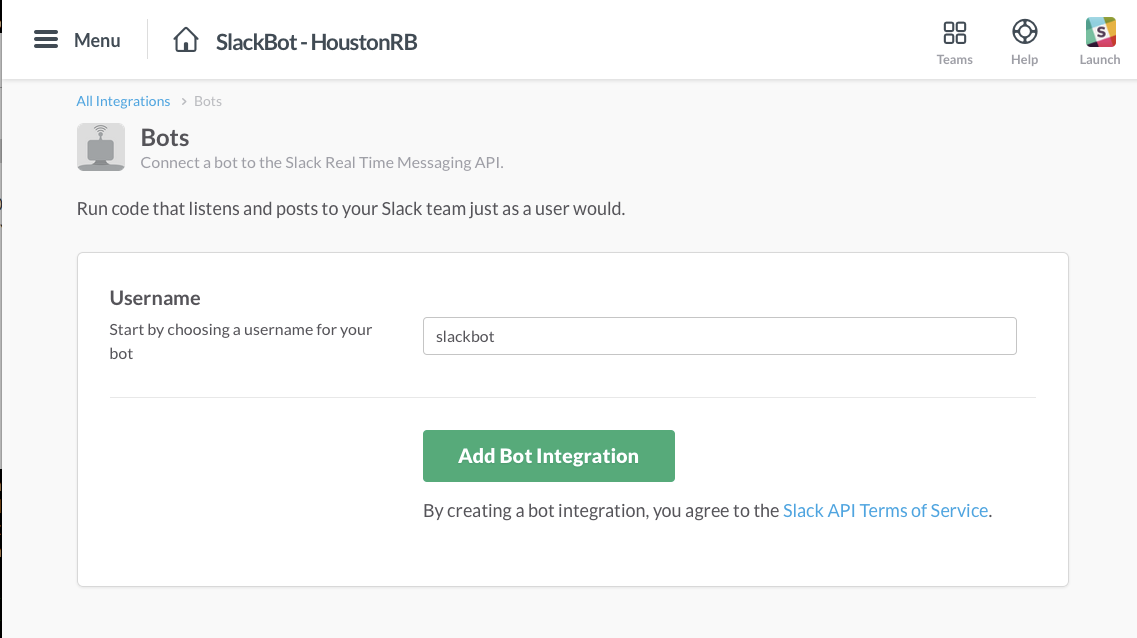 Menu
SlackBot - HoustonRB
Teams
Help
S
Launch
All Integrations > Bots
Bots
Connect a bot to the Slack Real Time Messaging API.
Run code that listens and posts to your Slack team just as a user would.
Username
Start by choosing a username for your
bot
slackbot
Add Bot Integration
By creating a bot integration, you agree to the Slack API Terms of Service.